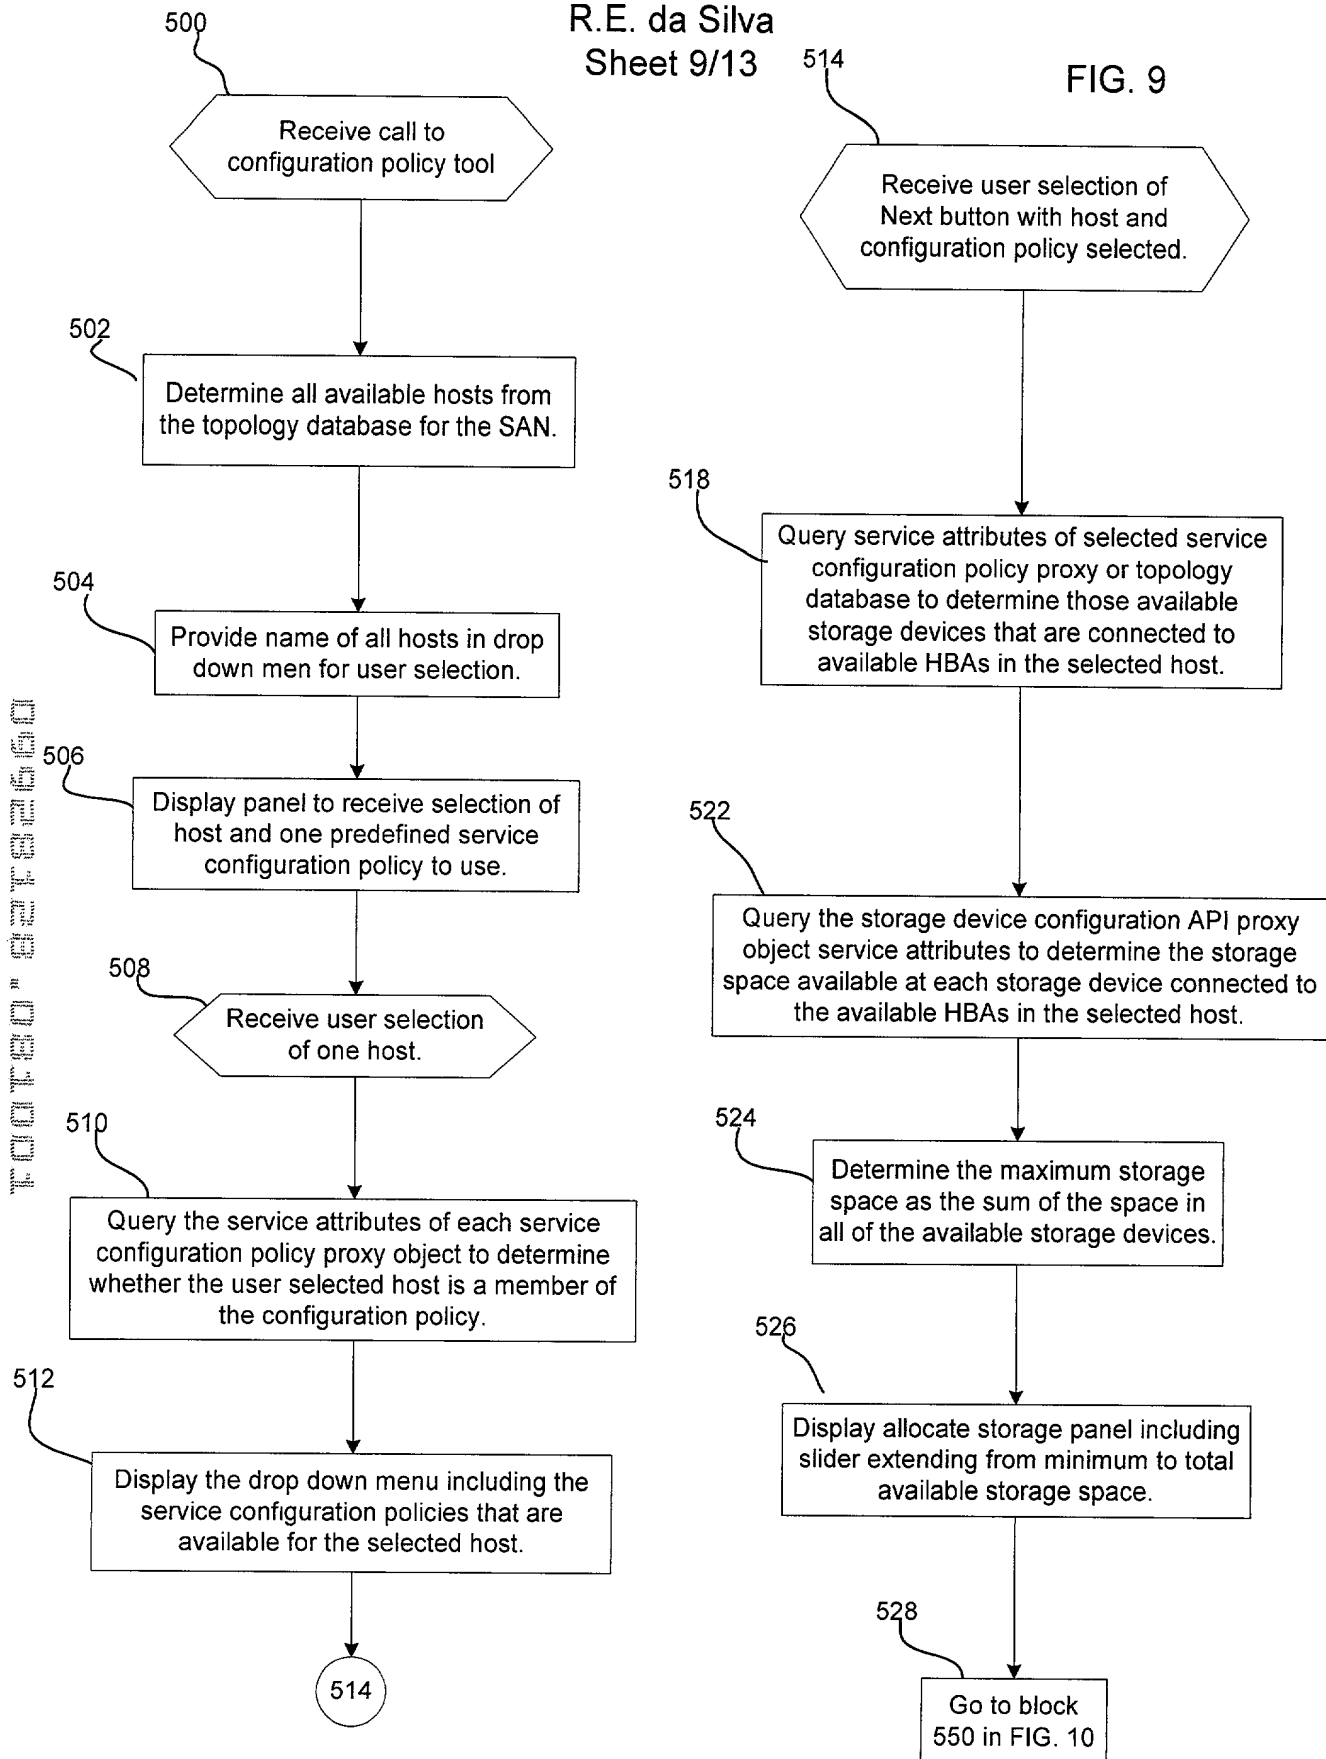 R.E. da Silva
Sheet 9/13
FIG. 9
500
Receive call to
configuration policy tool
502
Determine all available hosts from
the topology database for the SAN.
504
Provide name of all hosts in drop
down men for user selection.
506
Display panel to receive selection of
host and one predefined service
configuration policy to use.
508
Receive user selection
of one host.
510
Query the service attributes of each service
configuration policy proxy object to determine
whether the user selected host is a member of
the configuration policy.
512
Display the drop down menu including the
service configuration policies that are
available for the selected host.
514
514
Receive user selection of
Next button with host and
configuration policy selected.
518
Query service attributes of selected service
configuration policy proxy or topology
database to determine those available
storage devices that are connected to
available HBAs in the selected host.
522
Query the storage device configuration API proxy
object service attributes to determine the storage
space available at each storage device connected to
the available HBAs in the selected host.
524
Determine the maximum storage
space as the sum of the space in
all of the available storage devices.
526
Display allocate storage panel including
slider extending from minimum to total
available storage space.
528
Go to block
550 in FIG. 10
09928128.081001